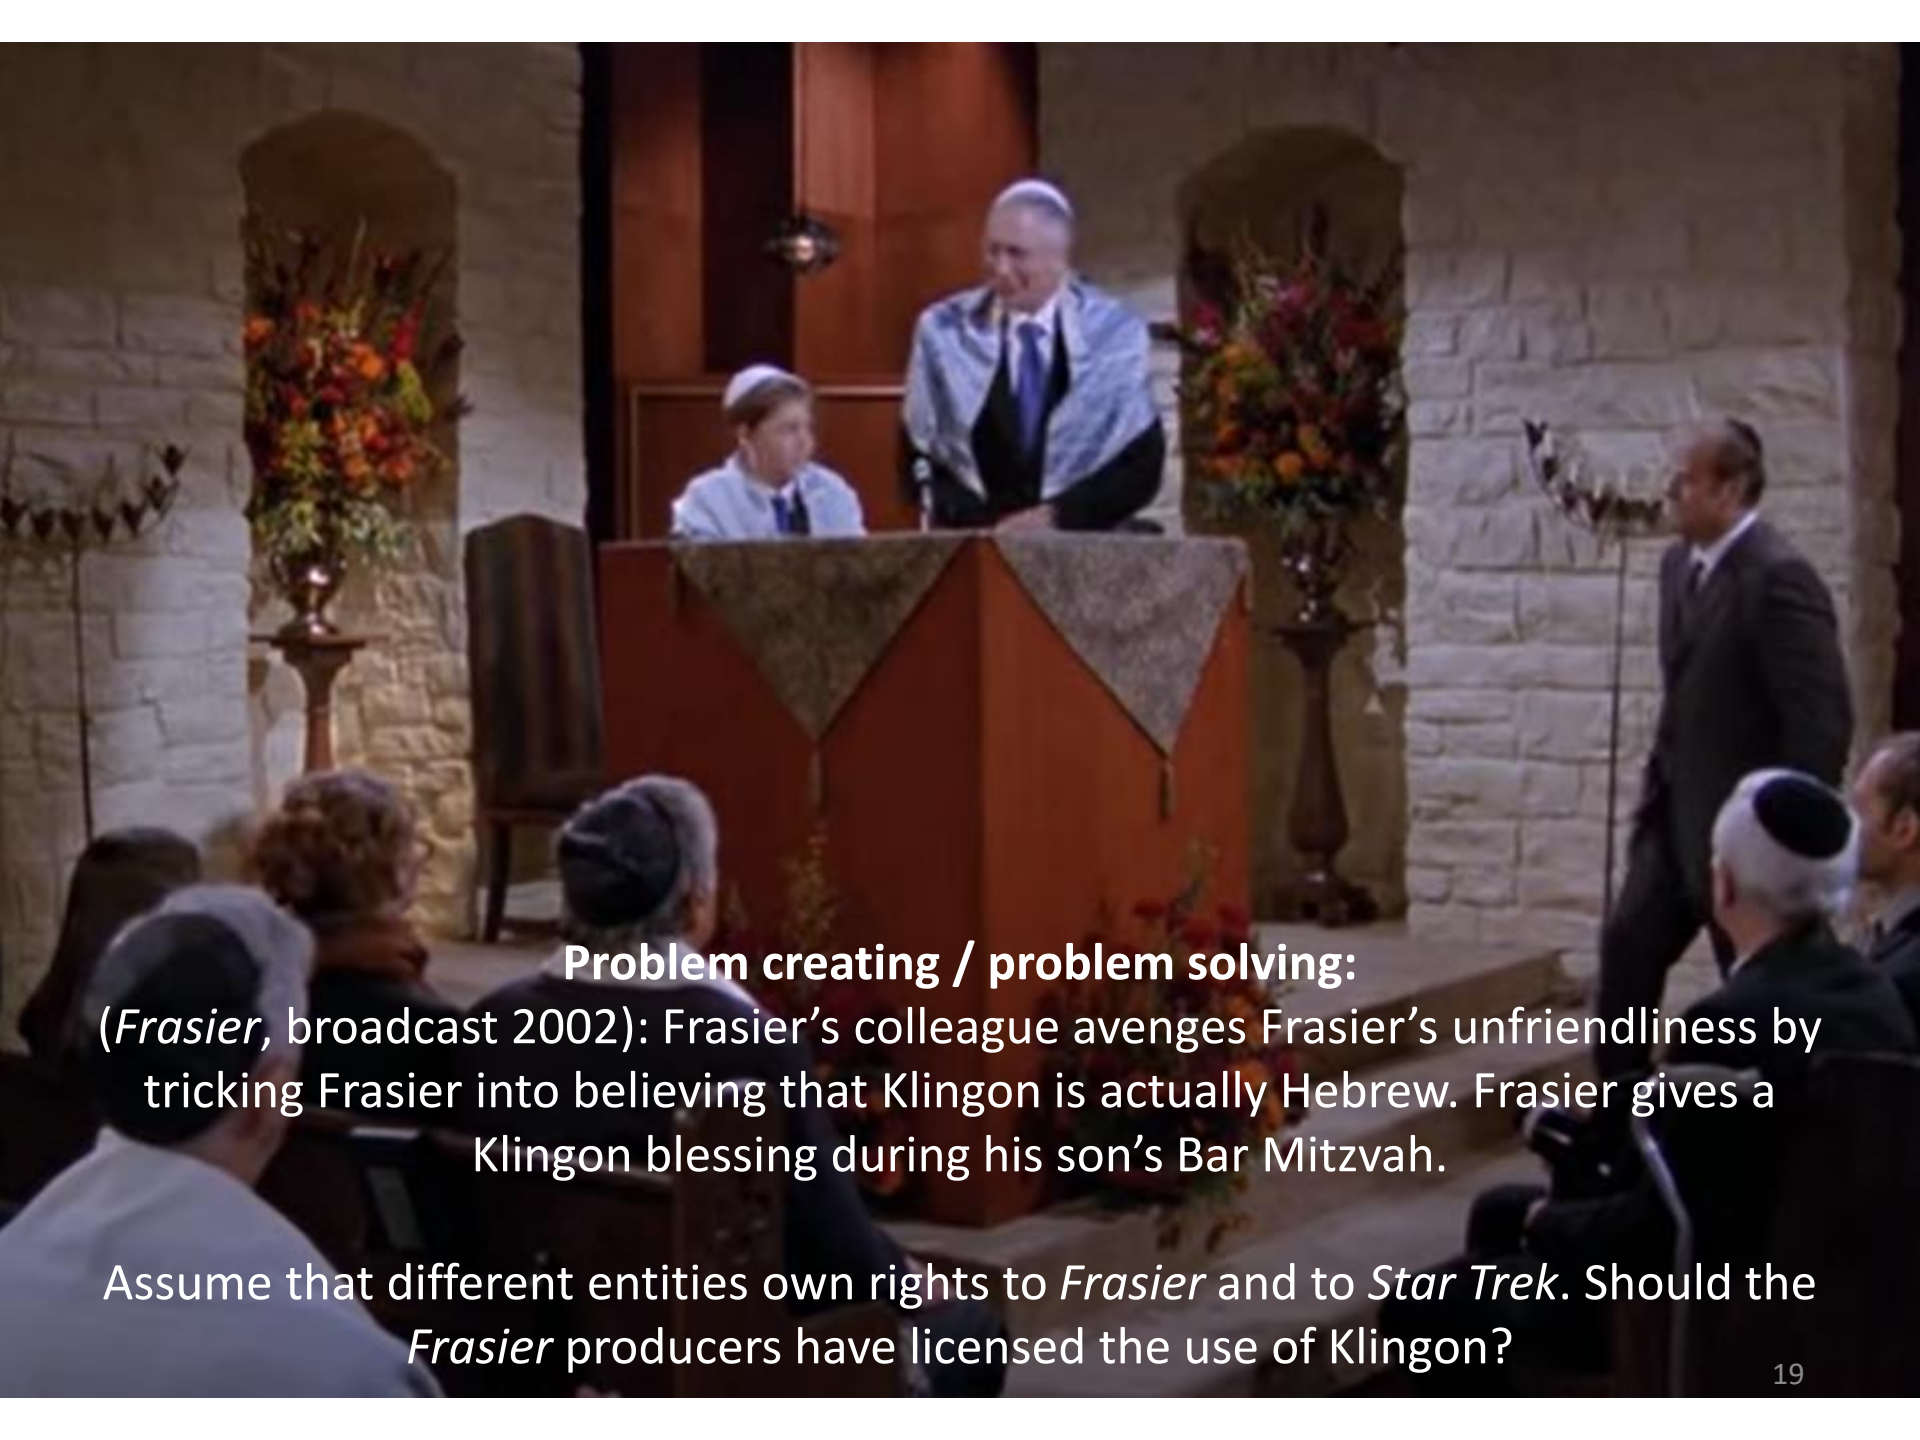 Problem creating / problem solving:
(Frasier, broadcast 2002): Frasier’s colleague avenges Frasier’s unfriendliness by
tricking Frasier into believing that Klingon is actually Hebrew. Frasier gives a
Klingon blessing during his son’s Bar Mitzvah.
Assume that different entities own rights to Frasier and to Star Trek. Should the
Frasier producers have licensed the use of Klingon?
19